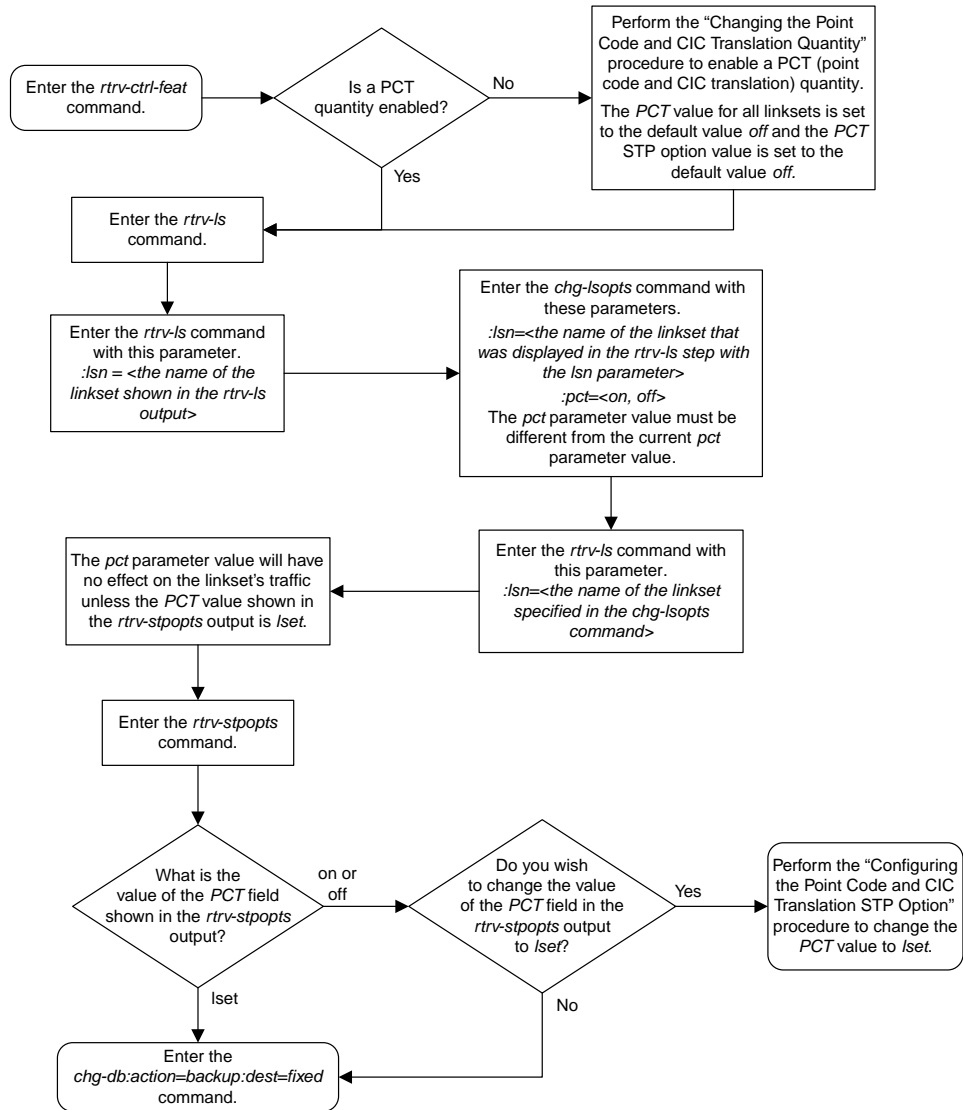 Enter the rtrv-ctrl-feat
command.
Is a PCT
quantity enabled?
No
Yes
Perform the “Changing the Point
Code and CIC Translation Quantity”
procedure to enable a PCT (point
code and CIC translation) quantity.
The PCT value for all linksets is set
to the default value off and the PCT
STP option value is set to the
default value off.
Enter the rtrv-ls
command.
Enter the rtrv-ls command
with this parameter.
:lsn = <the name of the
linkset shown in the rtrv-ls
output>
Enter the chg-lsopts command with
these parameters.
:lsn=<the name of the linkset that
was displayed in the rtrv-ls step with
the lsn parameter>
:pct=<on, off>
The pct parameter value must be
different from the current pct
parameter value.
Enter the rtrv-ls command with
this parameter.
:lsn=<the name of the linkset
specified in the chg-lsopts
command>
The pct parameter value will have
no effect on the linkset’s traffic
unless the PCT value shown in
the rtrv-stpopts output is lset.
Enter the rtrv-stpopts
command.
What is the
value of the PCT field
shown in the rtrv-stpopts
output?
on or
off
lset
Do you wish
to change the value
of the PCT field in the
rtrv-stpopts output
to lset?
Yes
No
Perform the “Configuring
the Point Code and CIC
Translation STP Option”
procedure to change the
PCT value to lset.
Enter the
chg-db:action=backup:dest=fixed
command.